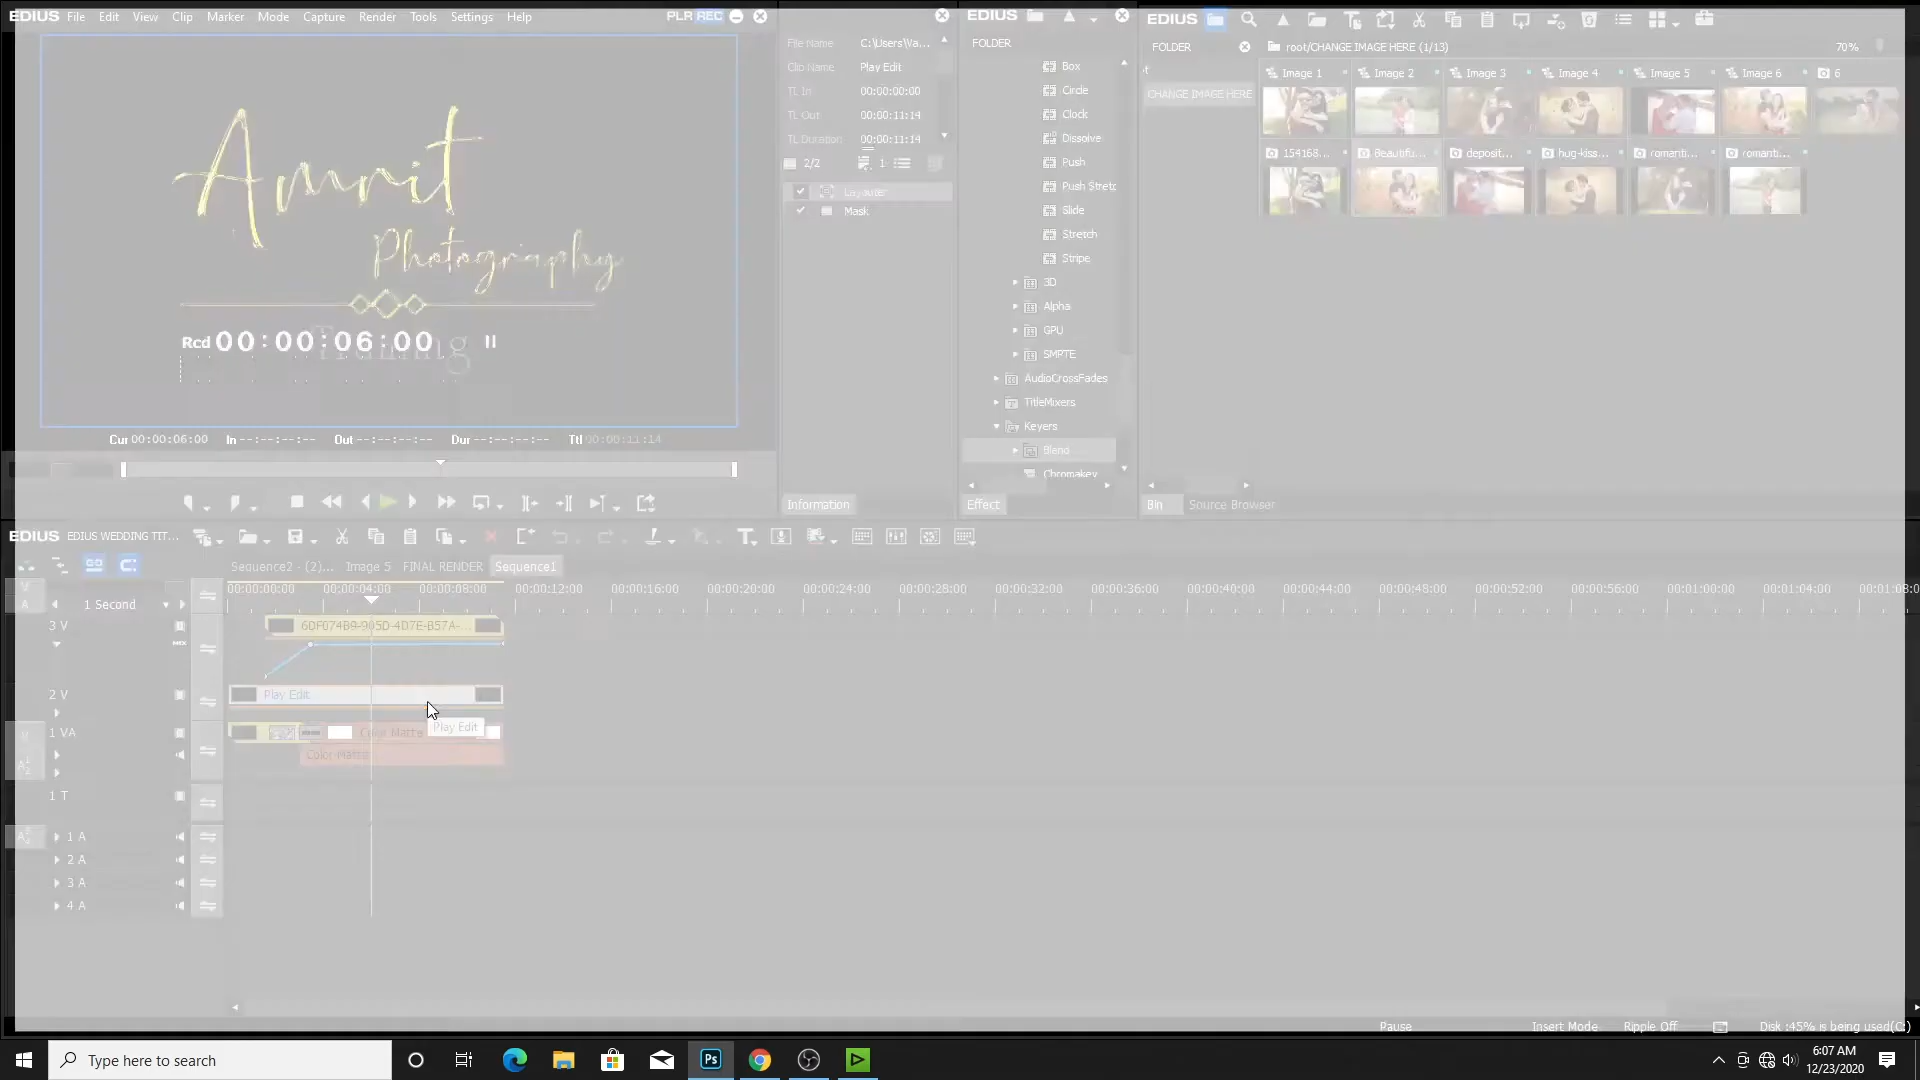 EDIUS File Edit View Clip Marker Mode Capture Render Tools Settings Help PLR REC
Amrit
Photography
Rcd 00:00:06:00
Cur 00:00:06:00 In --:--:--:-- Out --:--:--:-- Dur --:--:--:-- Ttl 00:00:11:14
File Name C:\Users\Va...
Clip Name Play Edit
TL In 00:00:00:00
TL Out 00:00:11:14
TL Duration 00:00:11:14
2/2 1
Layouter
Mask
Information
EDIUS
FOLDER
Box
Circle
Clock
Dissolve
Push
Push Stretc
Slide
Stretch
Stripe
3D
Alpha
GPU
SMPTE
AudioCrossFades
TitleMixers
Keyers
Blend
Chromakey
Effect
EDIUS
FOLDER root/CHANGE IMAGE HERE (1/13) 70%
CHANGE IMAGE HERE
Image 1 Image 2 Image 3 Image 4 Image 5 Image 6 6
154168... Beautifu... deposit... hug-kiss... romanti... romanti...
Bin Source Browser
EDIUS EDIUS WEDDING TIT...
Sequence2 - (2)... Image 5 FINAL RENDER Sequence1
00:00:00:00 00:00:04:00 00:00:08:00 00:00:12:00 00:00:16:00 00:00:20:00 00:00:24:00 00:00:28:00 00:00:32:00 00:00:36:00 00:00:40:00 00:00:44:00 00:00:48:00 00:00:52:00 00:00:56:00 00:01:00:00 00:01:04:00 00:01:08:0
1 Second
3 V 6DF074B9-905D-4D7E-B57A-...
2 V Play Edit
1 VA Color Matte Play Edit
Color Matte
1 T
1 A
2 A
3 A
4 A
Pause Insert Mode Ripple Off Disk :45% is being used(C:)
Type here to search
Ps
6:07 AM
12/23/2020